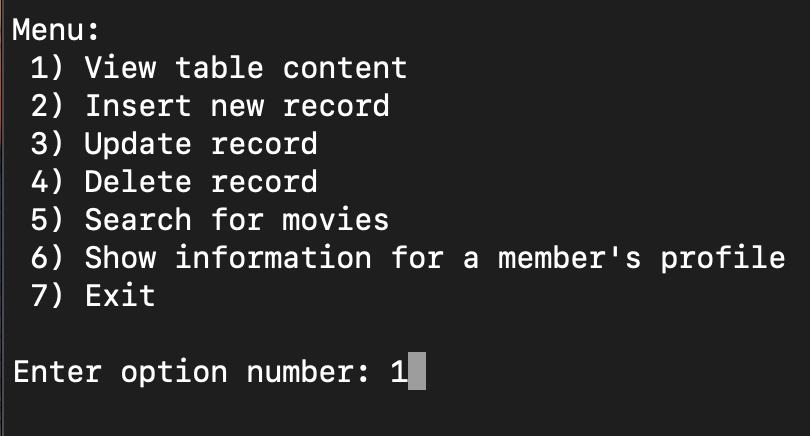 Menu:
1) View table content
2) Insert new record
3) Update record
4) Delete record
5) Search for movies
6) Show information for a member's profile
7) Exit
Enter option number: 1